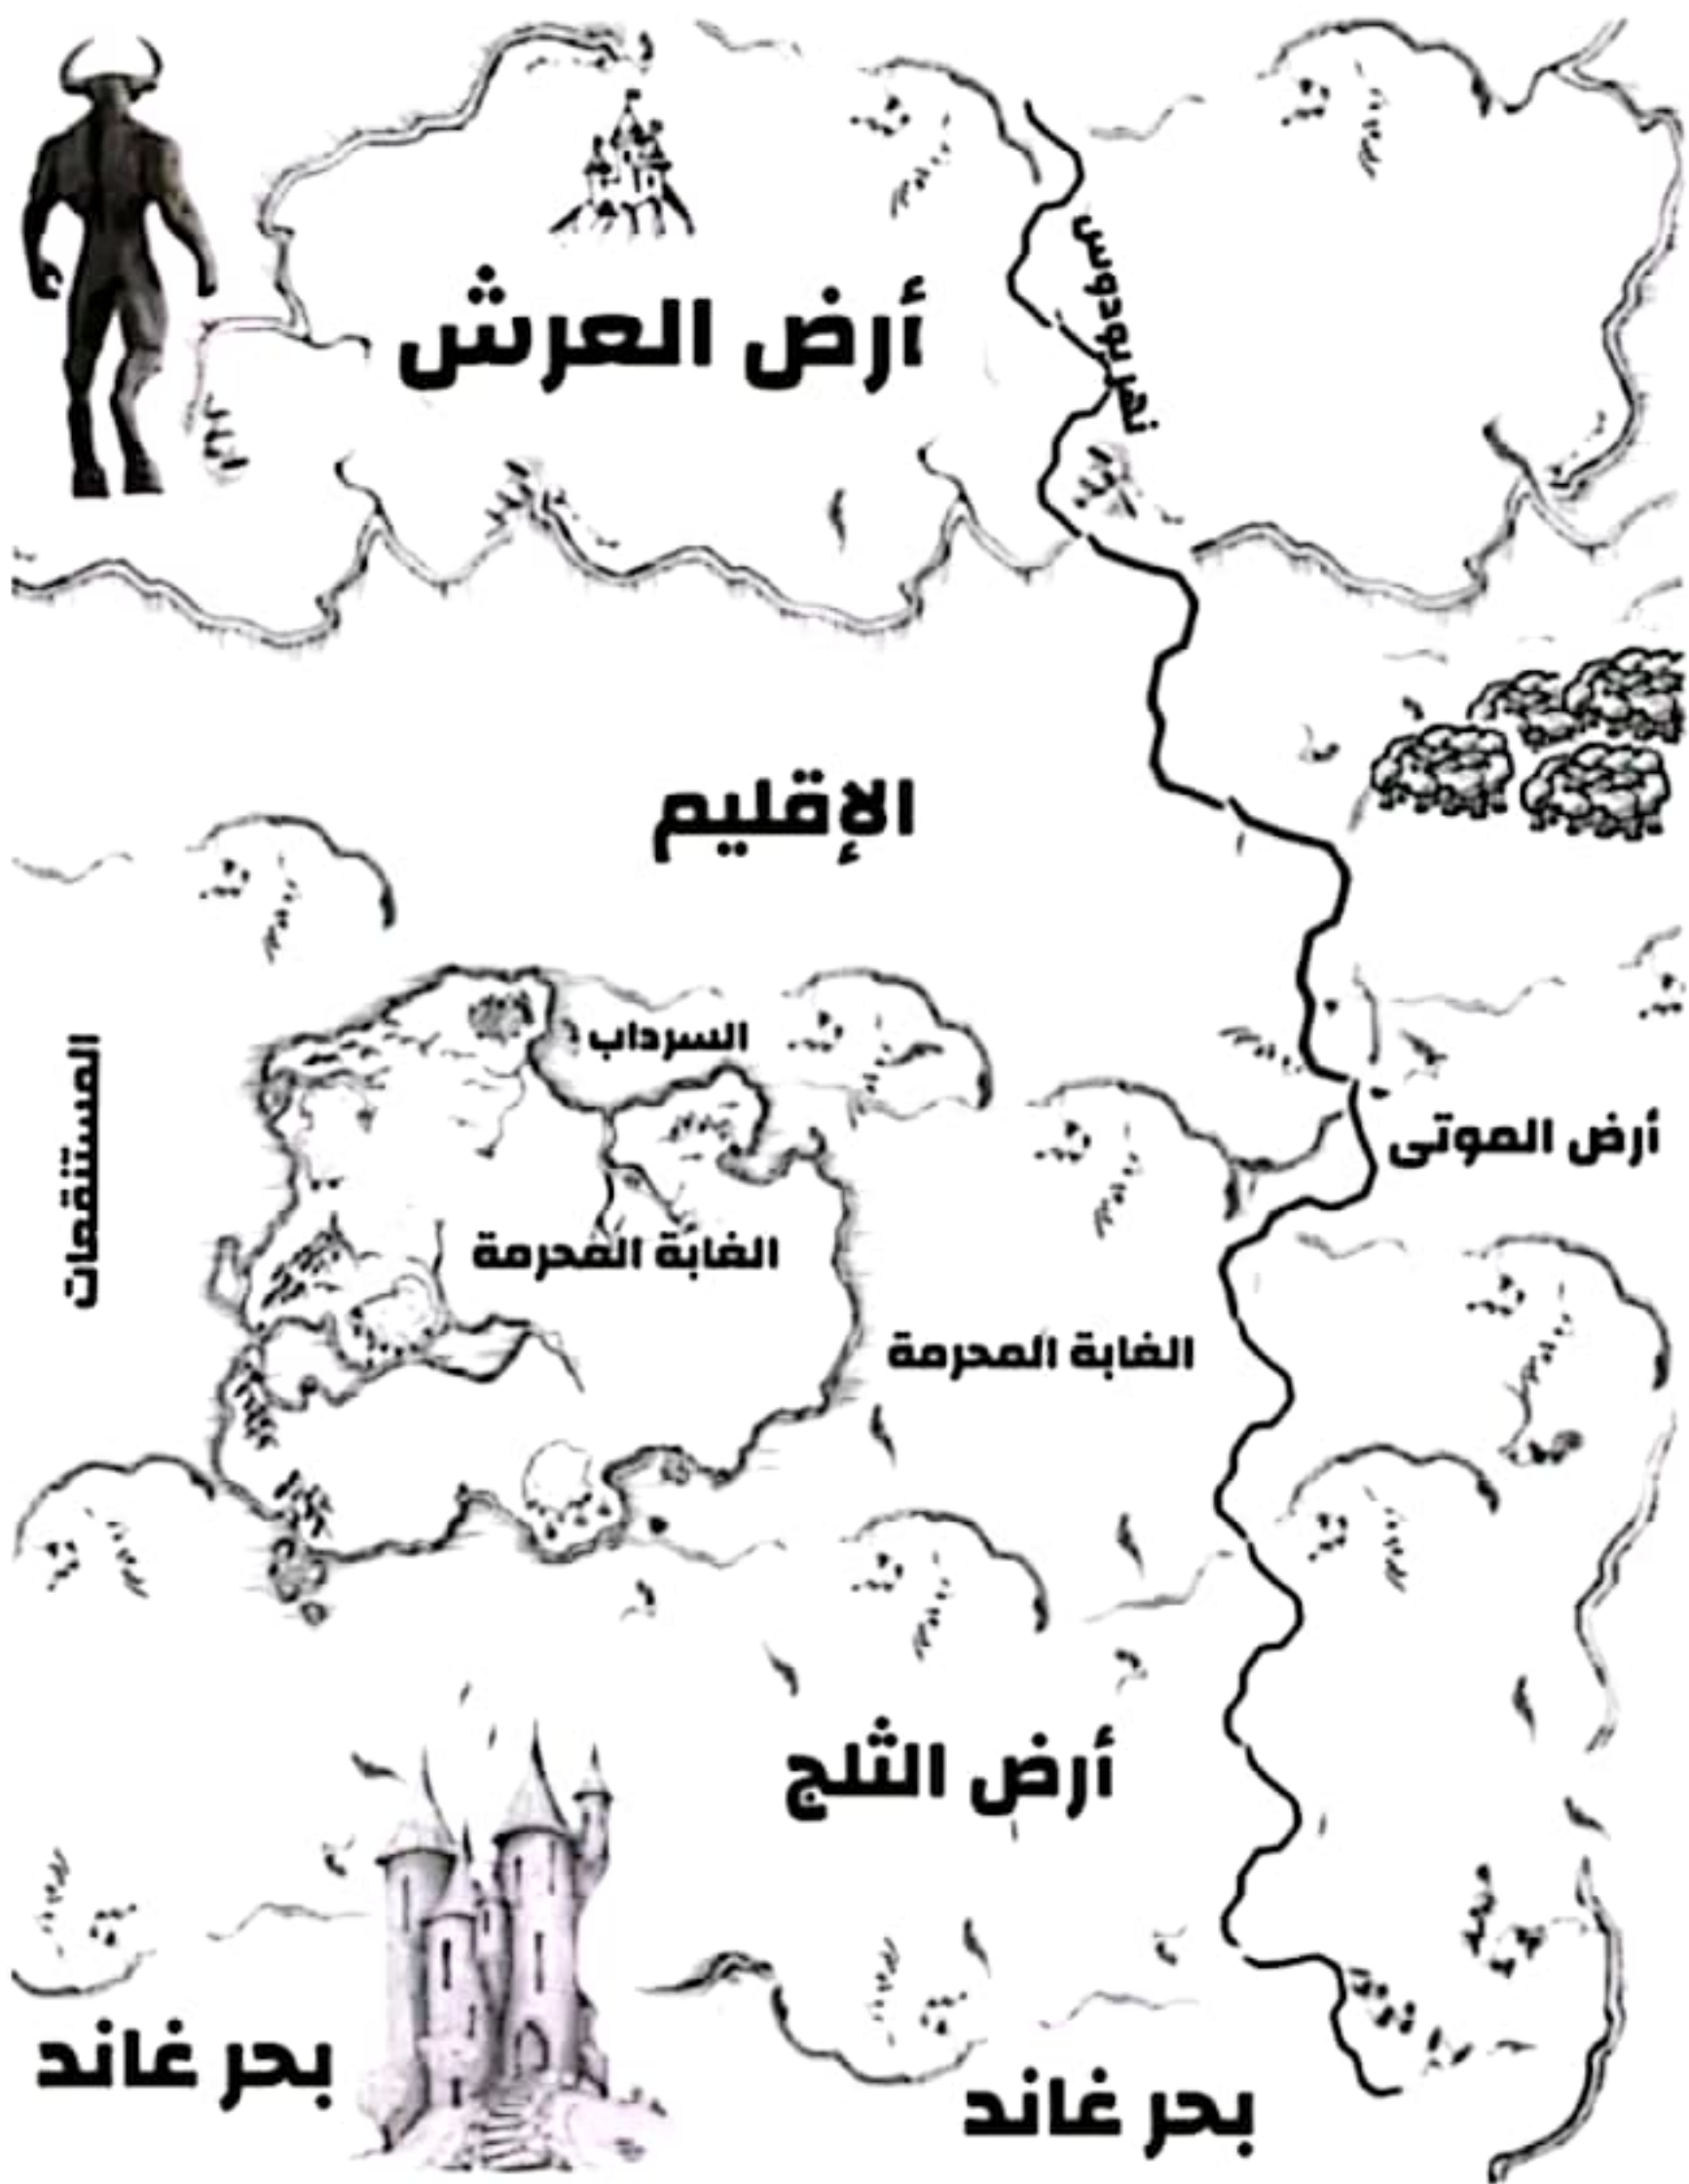 أرض العرش
نهر بودوس
الإقليم
السرداب
المستنقعات
أرض الموتى
الغابة المحرمة
الغابة المحرمة
أرض الثلج
بحر غاند
بحر غاند